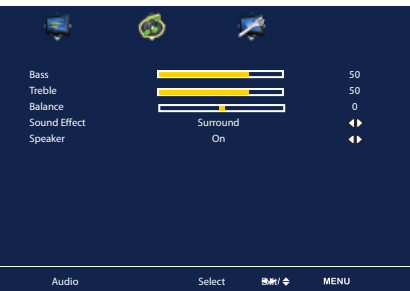 Bass 50
Treble 50
Balance 0
Sound Effect Surround
Speaker On
Audio Select MENU